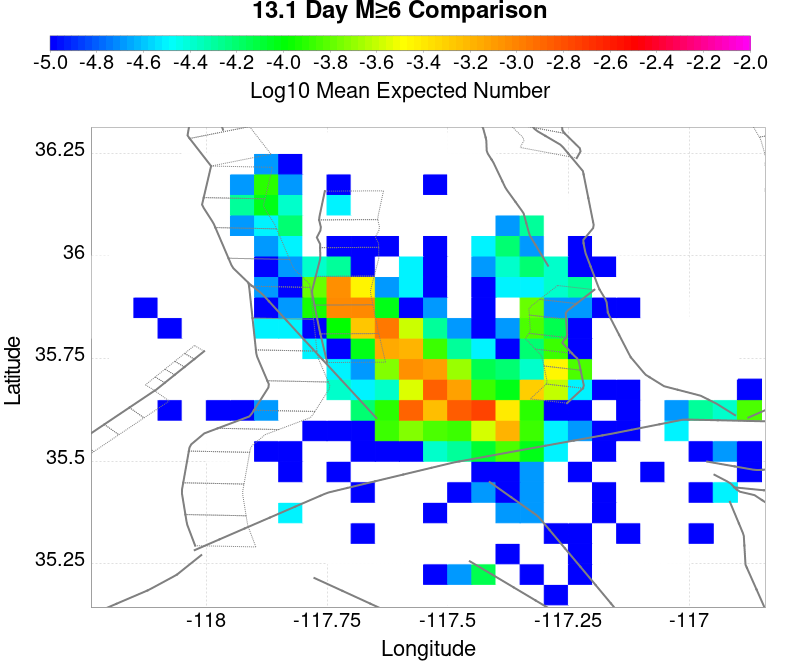 13.1 Day M≥6 Comparison
-5.0 -4.8 -4.6 -4.4 -4.2 -4.0 -3.8 -3.6 -3.4 -3.2 -3.0 -2.8 -2.6 -2.4 -2.2 -2.0
Log10 Mean Expected Number
36.25
36
35.75
35.5
35.25
Latitude
-118 -117.75 -117.5 -117.25 -117
Longitude